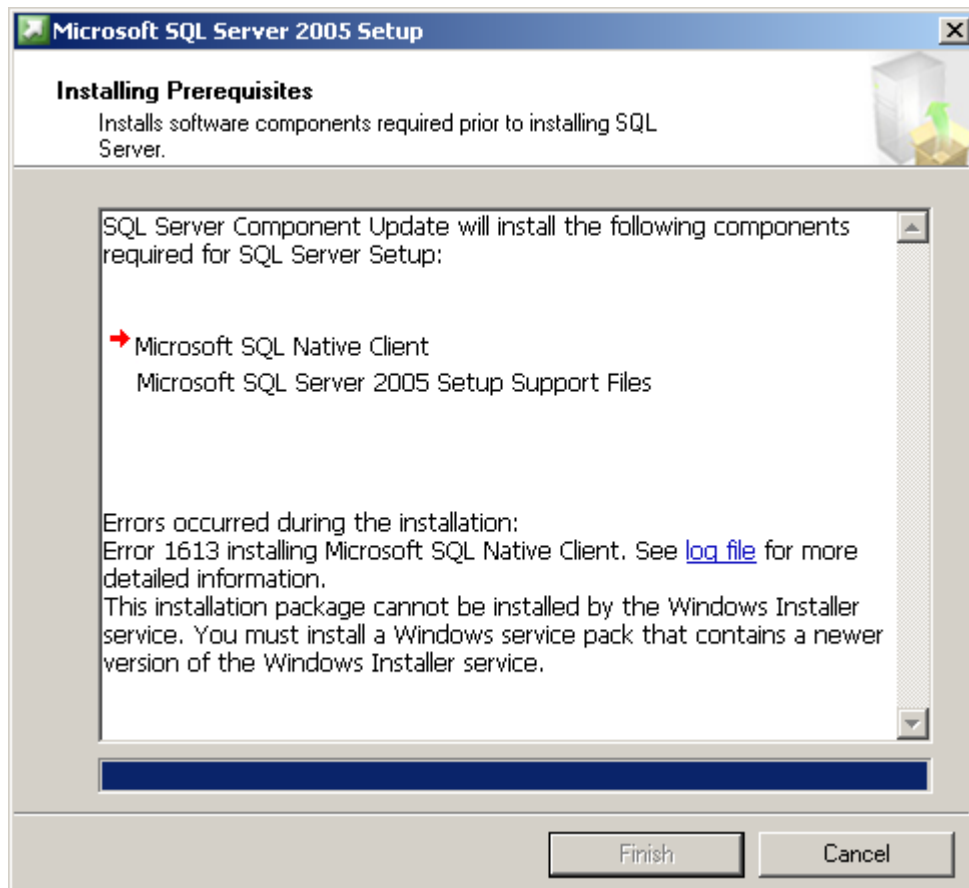 Microsoft SQL Server 2005 Setup
Installing Prerequisites
Installs software components required prior to installing SQL
Server.
SQL Server Component Update will install the following components
required for SQL Server Setup:
Microsoft SQL Native Client
Microsoft SQL Server 2005 Setup Support Files
Errors occurred during the installation:
Error 1613 installing Microsoft SQL Native Client. See log file for more
detailed information.
This installation package cannot be installed by the Windows Installer
service. You must install a Windows service pack that contains a newer
version of the Windows Installer service.
Finish
Cancel